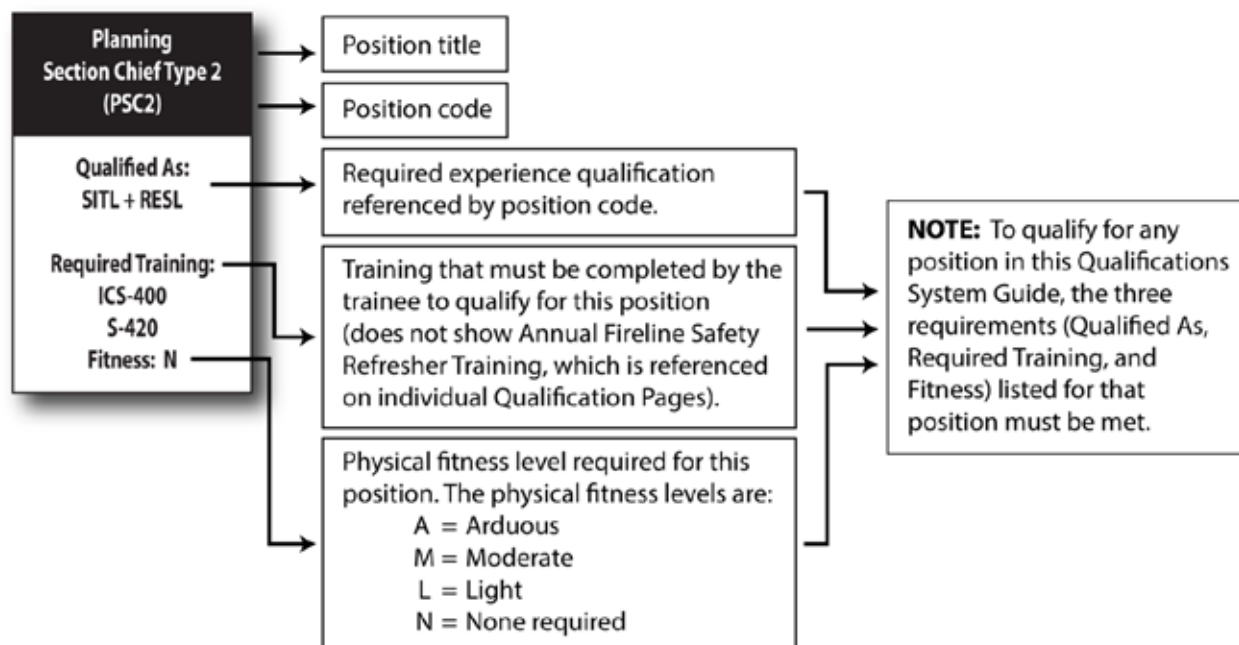 Planning
Section Chief Type 2
(PSC2)
Qualified As:
SITL + RESL
Required Training:
ICS-400
S-420
Fitness: N
Position title
Position code
Required experience qualification
referenced by position code.
Training that must be completed by the
trainee to qualify for this position
(does not show Annual Fireline Safety
Refresher Training, which is referenced
on individual Qualification Pages).
Physical fitness level required for this
position. The physical fitness levels are:
A = Arduous
M = Moderate
L = Light
N = None required
NOTE: To qualify for any
position in this Qualifications
System Guide, the three
requirements (Qualified As,
Required Training, and
Fitness) listed for that
position must be met.